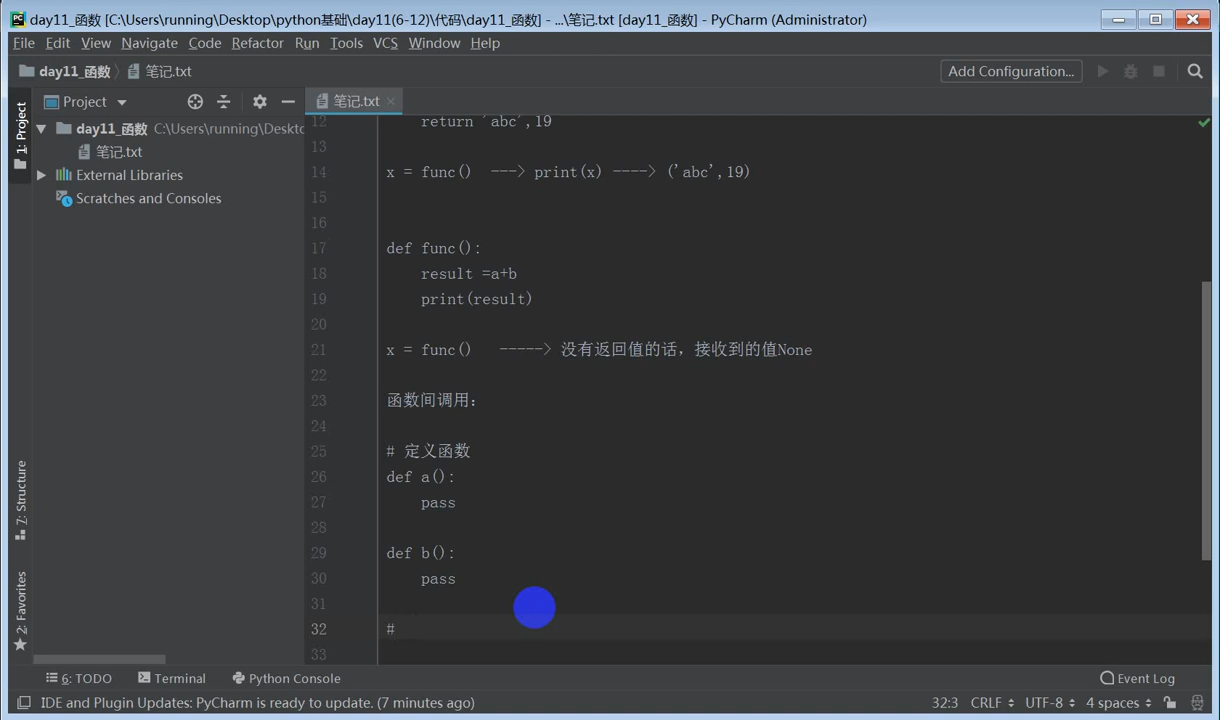 day11_函数 [C:\Users\running\Desktop\python基础\day11(6-12)\代码\day11_函数] - ...\笔记.txt [day11_函数] - PyCharm (Administrator)
File Edit View Navigate Code Refactor Run Tools VCS Window Help
day11_函数 笔记.txt Add Configuration...
Project 笔记.txt
1: Project
day11_函数 C:\Users\running\Deskto
笔记.txt
External Libraries
Scratches and Consoles
7: Structure
2: Favorites
12 return 'abc',19
13
14 x = func() ---> print(x) ----> ('abc',19)
15
16
17 def func():
18 result =a+b
19 print(result)
20
21 x = func() -----> 没有返回值的话，接收到的值None
22
23 函数间调用：
24
25 # 定义函数
26 def a():
27 pass
28
29 def b():
30 pass
31
32 #
33
6: TODO Terminal Python Console Event Log
IDE and Plugin Updates: PyCharm is ready to update. (7 minutes ago) 32:3 CRLF UTF-8 4 spaces